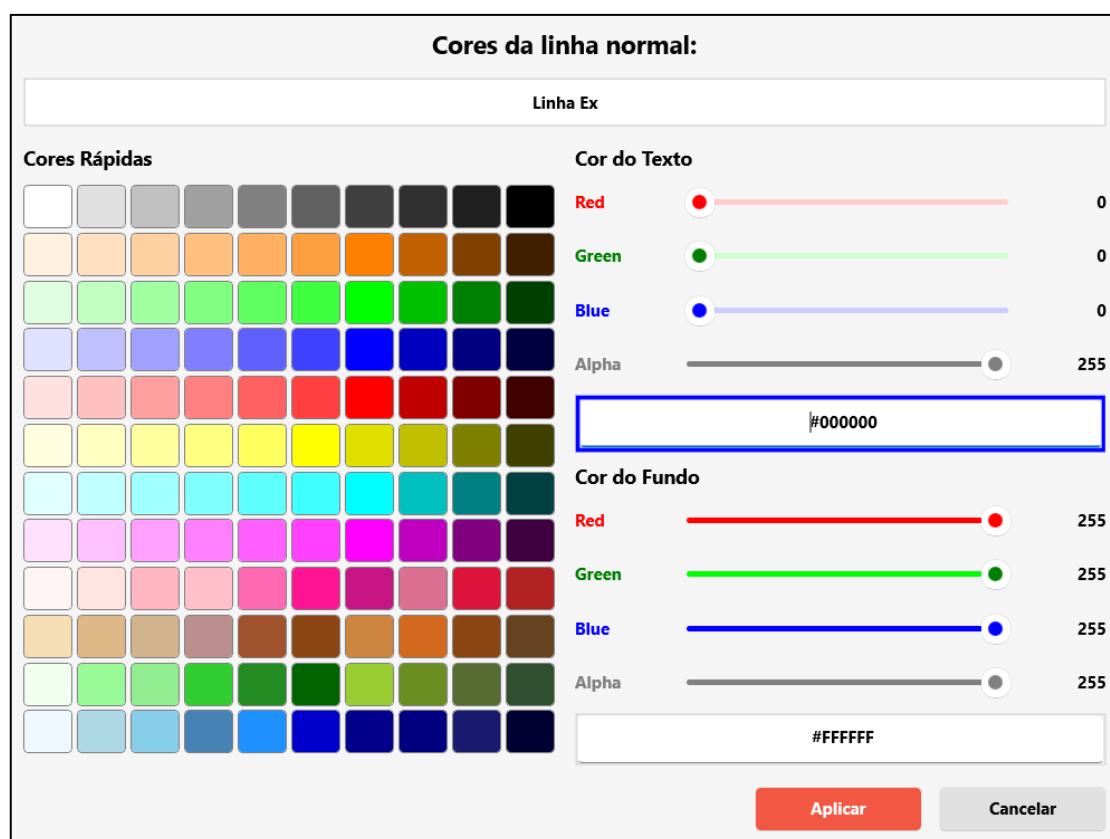 Cores da linha normal:
Linha Ex
Cores Rápidas
Cor do Texto
Red 0
Green 0
Blue 0
Alpha 255
#000000
Cor do Fundo
Red 255
Green 255
Blue 255
Alpha 255
#FFFFFF
Aplicar
Cancelar